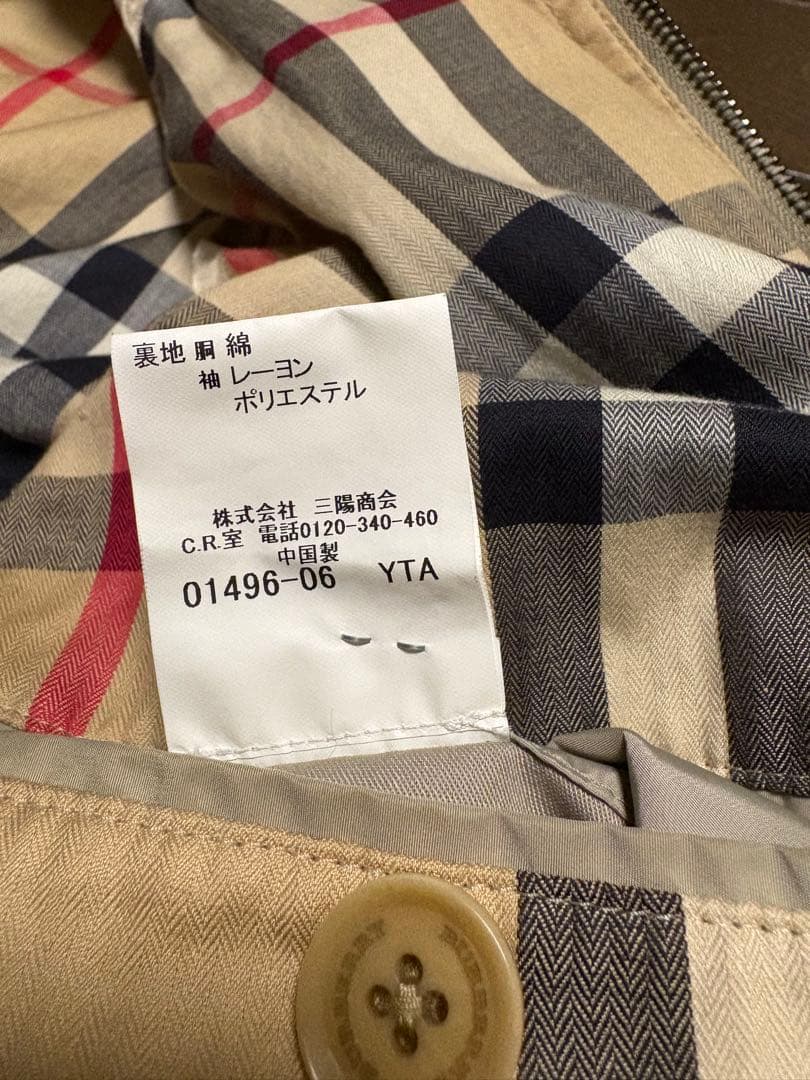 裏地 胴 綿
袖 レーヨン
ポリエステル
株式会社 三陽商会
C.R.室 電話0120-340-460
中国製
01496-06 YTA
BURBERRY BURBERRY